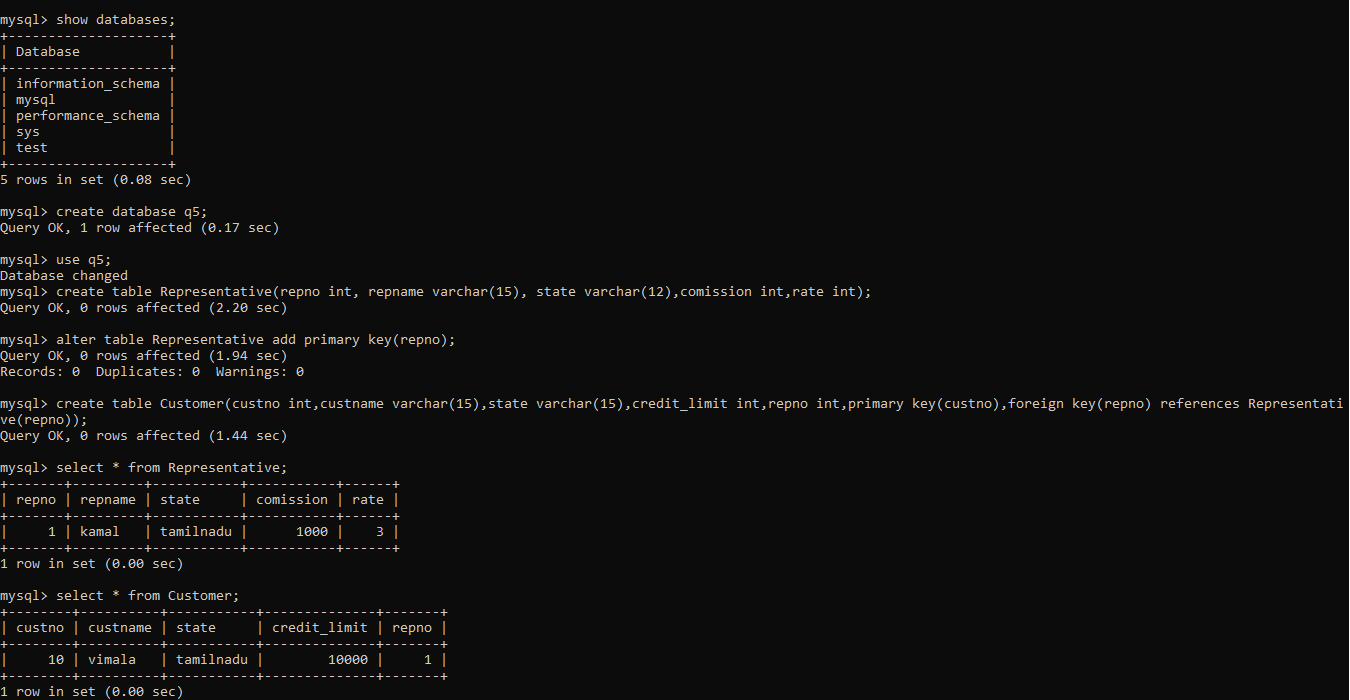 mysql> show databases;
+--------------------+
| Database           |
+--------------------+
| information_schema |
| mysql              |
| performance_schema |
| sys                |
| test               |
+--------------------+
5 rows in set (0.08 sec)
mysql> create database q5;
Query OK, 1 row affected (0.17 sec)
mysql> use q5;
Database changed
mysql> create table Representative(repno int, repname varchar(15), state varchar(12),comission int,rate int);
Query OK, 0 rows affected (2.20 sec)
mysql> alter table Representative add primary key(repno);
Query OK, 0 rows affected (1.94 sec)
Records: 0  Duplicates: 0  Warnings: 0
mysql> create table Customer(custno int,custname varchar(15),state varchar(15),credit_limit int,repno int,primary key(custno),foreign key(repno) references Representati
ve(repno));
Query OK, 0 rows affected (1.44 sec)
mysql> select * from Representative;
+-------+---------+-----------+-----------+------+
| repno | repname | state     | comission | rate |
+-------+---------+-----------+-----------+------+
|     1 | kamal   | tamilnadu |      1000 |    3 |
+-------+---------+-----------+-----------+------+
1 row in set (0.00 sec)
mysql> select * from Customer;
+--------+----------+-----------+--------------+-------+
| custno | custname | state     | credit_limit | repno |
+--------+----------+-----------+--------------+-------+
|     10 | vimala   | tamilnadu |        10000 |     1 |
+--------+----------+-----------+--------------+-------+
1 row in set (0.00 sec)